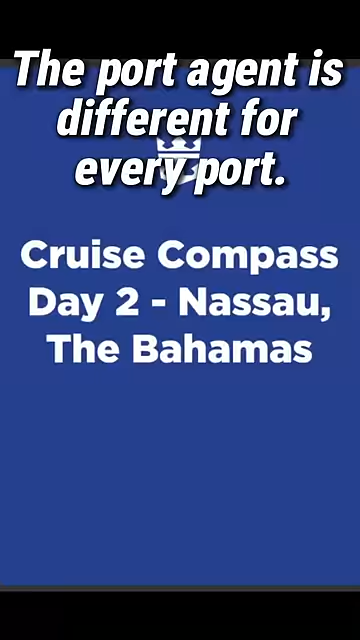 The port agent is
different for
every port.
Cruise Compass
Day 2 - Nassau,
The Bahamas